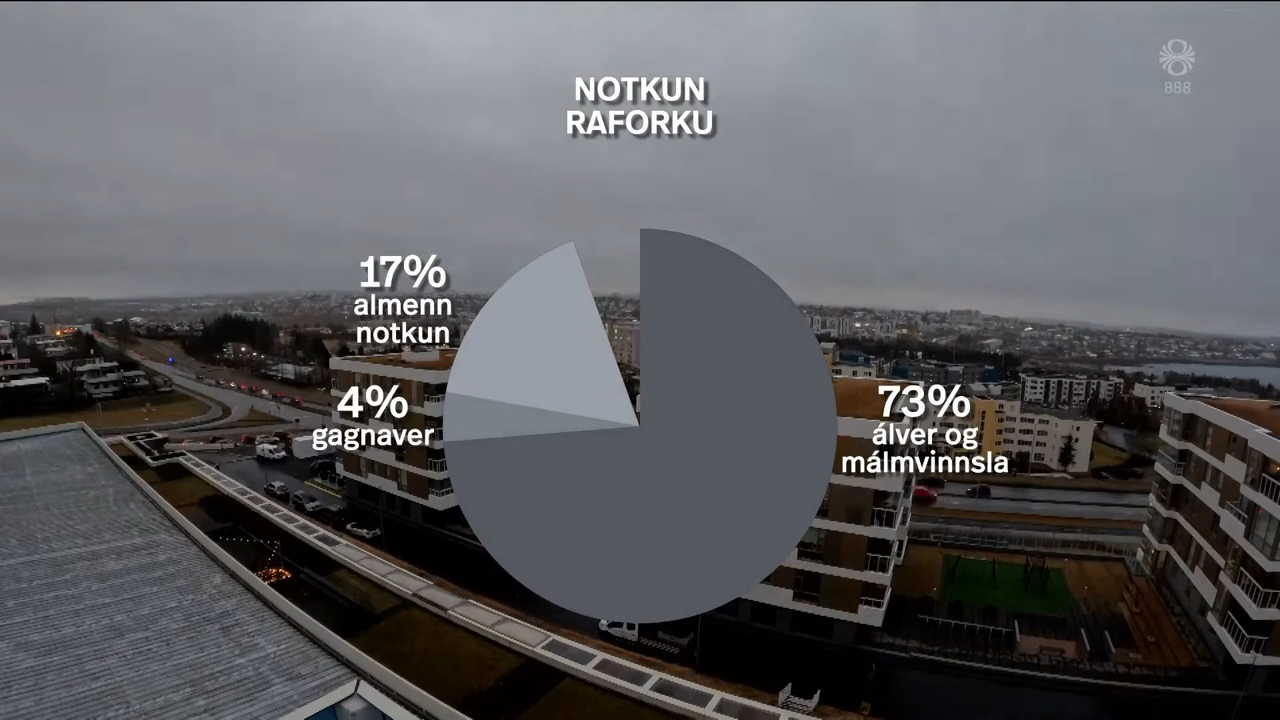 NOTKUN
RAFORKU
888
17%
almenn
notkun
4%
gagnaver
73%
álver og
málmvinnsla